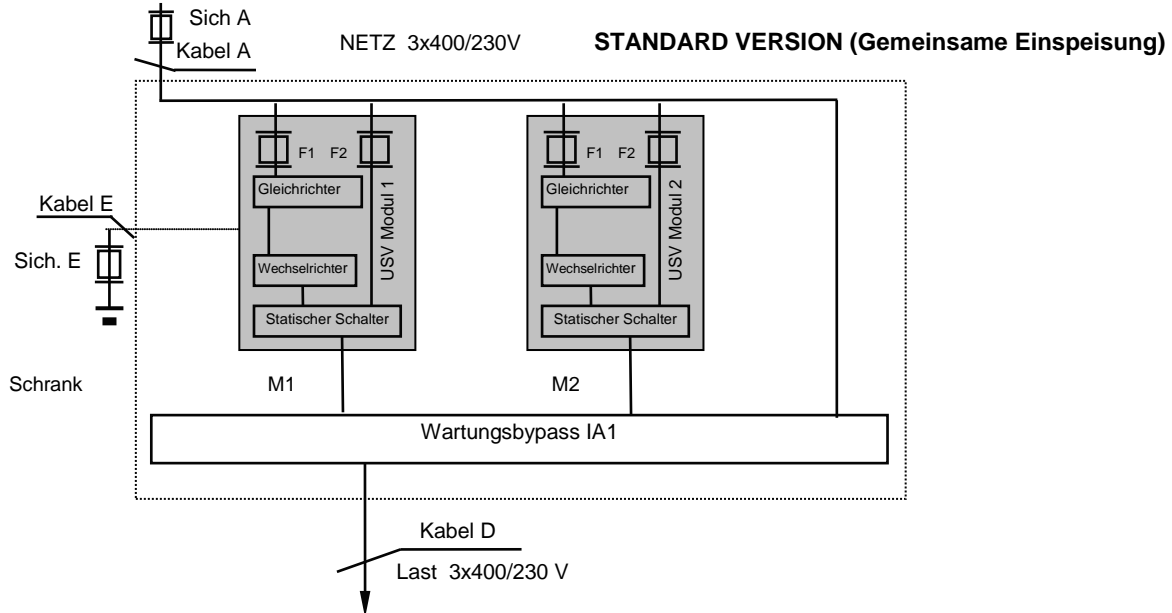 Sich A
Kabel A
NETZ 3x400/230V
STANDARD VERSION (Gemeinsame Einspeisung)
F1 F2
Gleichrichter
Wechselrichter
Statischer Schalter
USV Modul 1
F1 F2
Gleichrichter
Wechselrichter
Statischer Schalter
USV Modul 2
Kabel E
Sich. E
Schrank
M1
M2
Wartungsbypass IA1
Kabel D
Last 3x400/230 V